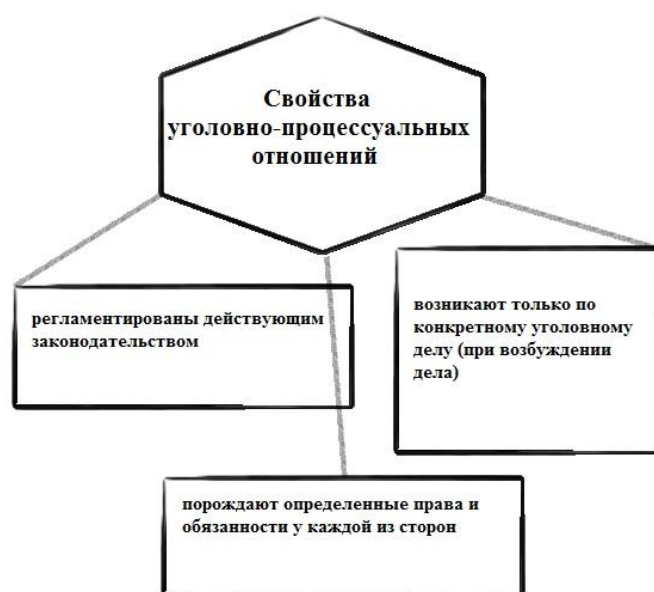 Свойства
уголовно-процессуальных
отношений
регламентированы действующим
законодательством
возникают только по
конкретному уголовному
делу (при возбуждении
дела)
порождают определенные права и
обязанности у каждой из сторон